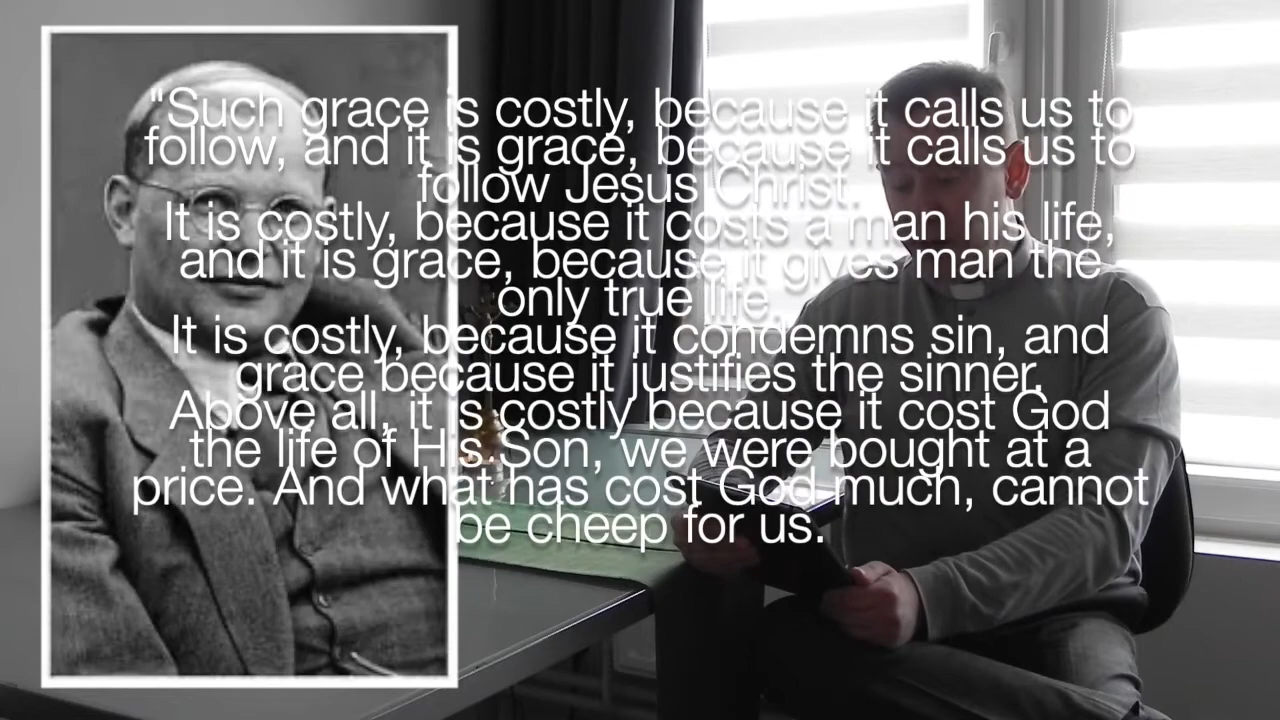 "Such grace is costly, because it calls us to
follow, and it is grace, because it calls us to
follow Jesus Christ.
It is costly, because it costs a man his life,
and it is grace, because it gives man the
only true life.
It is costly, because it condemns sin, and
grace because it justifies the sinner.
Above all, it is costly because it cost God
the life of His Son, we were bought at a
price. And what has cost God much, cannot
be cheep for us.